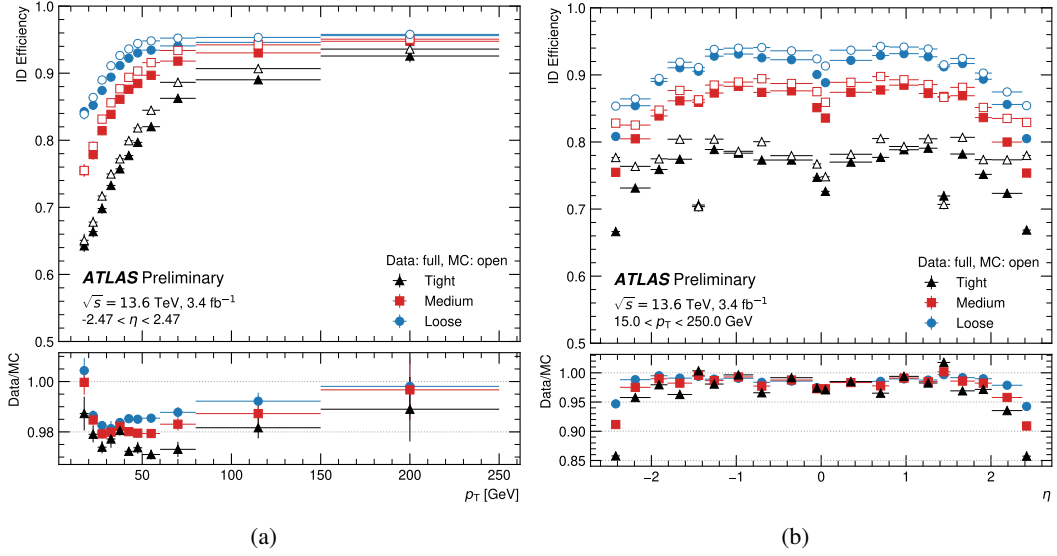 ID Efficiency
1.0
0.9
0.8
0.7
0.6
0.5
ATLAS Preliminary
√s = 13.6 TeV, 3.4 fb⁻¹
-2.47 < η < 2.47
Data: full, MC: open
Tight
Medium
Loose
Data/MC
1.00
0.98
0 50 100 150 200 250
pT [GeV]
(a)
ID Efficiency
1.0
0.9
0.8
0.7
0.6
0.5
ATLAS Preliminary
√s = 13.6 TeV, 3.4 fb⁻¹
15.0 < pT < 250.0 GeV
Data: full, MC: open
Tight
Medium
Loose
Data/MC
1.00
0.95
0.90
0.85
−2 −1 0 1 2
η
(b)